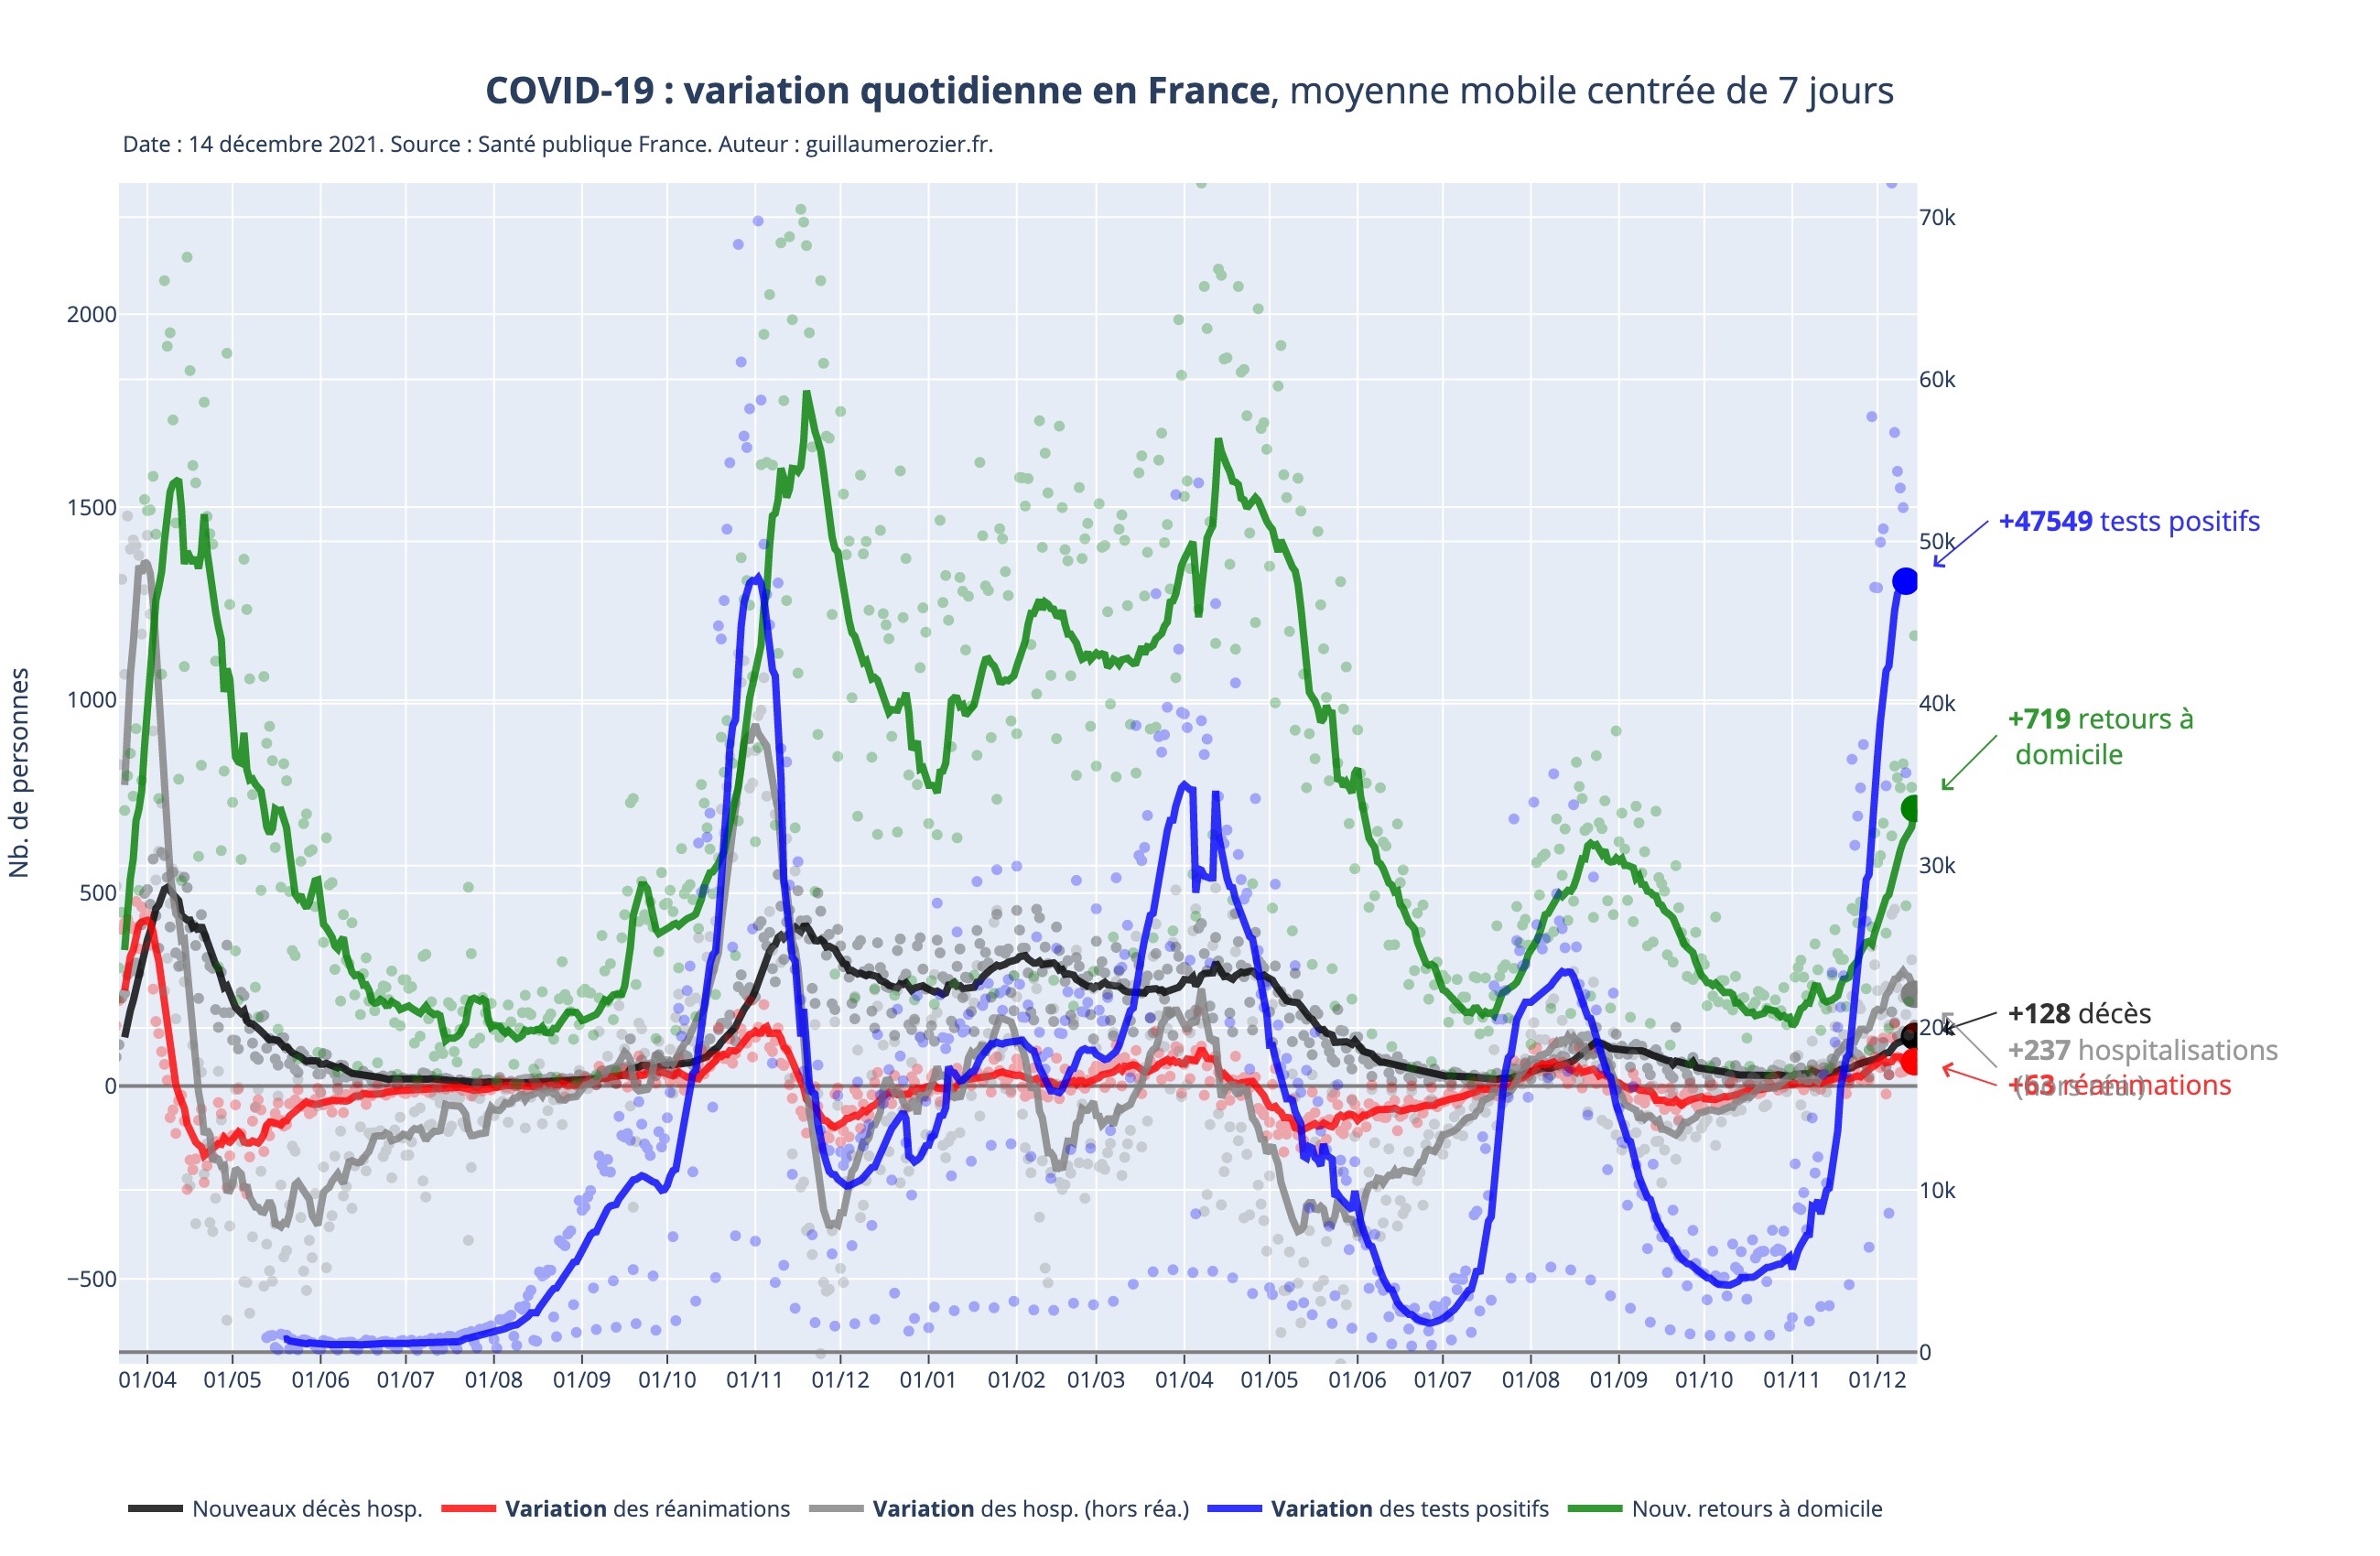 COVID-19 : variation quotidienne en France, moyenne mobile centrée de 7 jours
Date : 14 décembre 2021. Source : Santé publique France. Auteur : guillaumerozier.fr.
Nb. de personnes
2000
1500
1000
500
0
−500
70k
60k
50k
40k
30k
20k
10k
0
+47549 tests positifs
+719 retours à
domicile
+128 décès
+237 hospitalisations
(hors réa.)
+63 réanimations
01/04 01/05 01/06 01/07 01/08 01/09 01/10 01/11 01/12 01/01 01/02 01/03 01/04 01/05 01/06 01/07 01/08 01/09 01/10 01/11 01/12
Nouveaux décès hosp. Variation des réanimations Variation des hosp. (hors réa.) Variation des tests positifs Nouv. retours à domicile